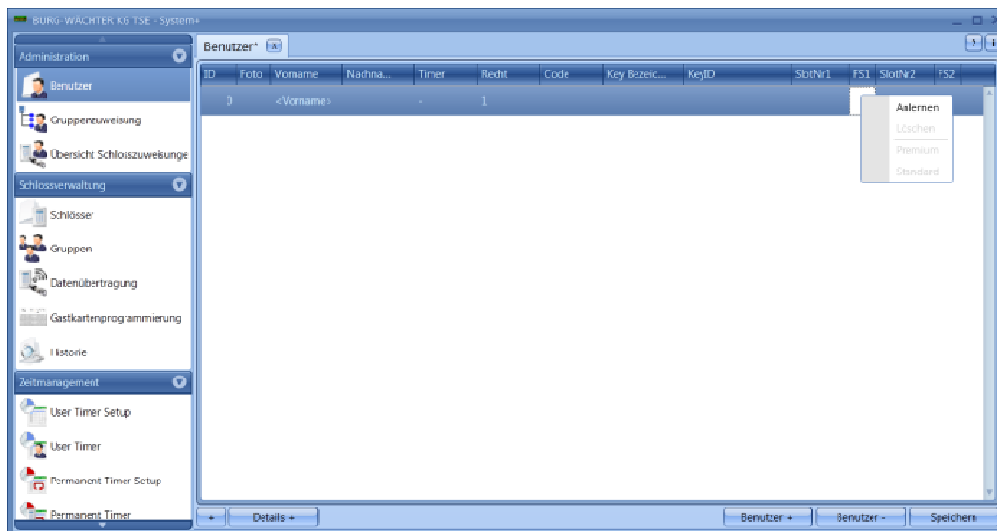 BURG-WÄCHTER KG TSE - System+
Administration
Benutzer
Gruppenzuweisung
Übersicht Schlosszuweisunge
Schlossverwaltung
Schlösser
Gruppen
Datenübertragung
Gastkartenprogrammierung
Historie
Zeitmanagement
User Timer Setup
User Timer
Permanent Timer Setup
Permanent Timer
Benutzer*
ID Foto Vorname Nachna... Timer Recht Code Key Bezeic... KeyID SlotNr1 FS1 SlotNr2 FS2
0 <Vorname> - 1
Anlernen
Löschen
Premium
Standard
+ Details + Benutzer + Benutzer - Speichern